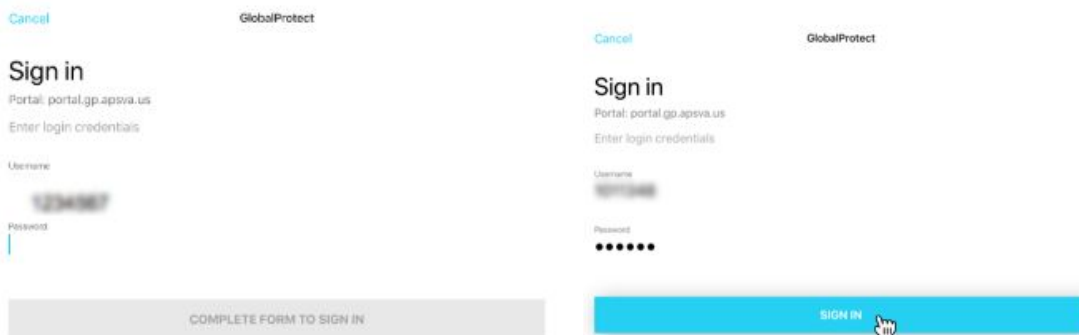 Cancel
GlobalProtect
Sign in
Portal: portal.gp.apsva.us
Enter login credentials
Username
1234567
Password
COMPLETE FORM TO SIGN IN
Cancel
GlobalProtect
Sign in
Portal: portal.gp.apsva.us
Enter login credentials
Username
Password
••••••
SIGN IN